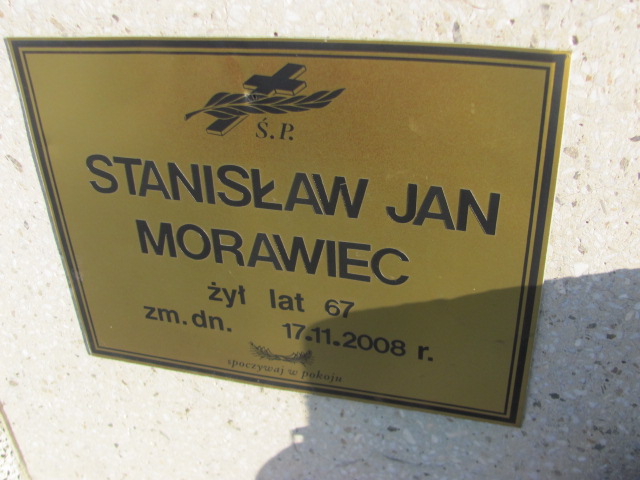 Ś.P.
STANISŁAW JAN
MORAWIEC
żył lat 67
zm.dn. 17.11.2008 r.
spoczywaj w pokoju